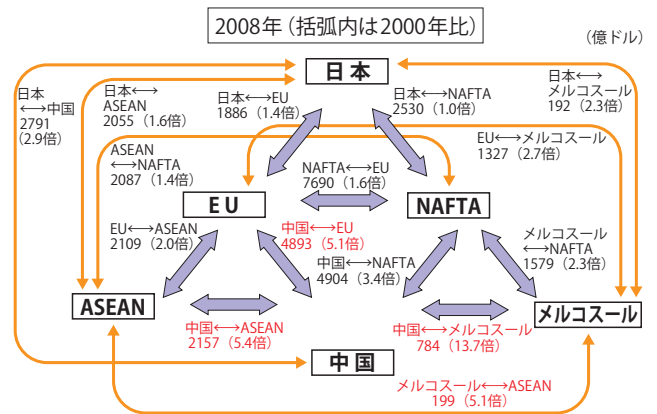 2008年（括弧内は2000年比）
（億ドル）
日本
日本
⟷中国
2791
（2.9倍）
日本⟷
ASEAN
2055（1.6倍）
日本⟷EU
1886（1.4倍）
日本⟷NAFTA
2530（1.0倍）
日本⟷
メルコスール
192（2.3倍）
ASEAN
⟷NAFTA
2087（1.4倍）
EU⟷メルコスール
1327（2.7倍）
NAFTA⟷EU
7690（1.6倍）
EU
NAFTA
EU⟷ASEAN
2109（2.0倍）
中国⟷EU
4893（5.1倍）
中国⟷NAFTA
4904（3.4倍）
メルコスール
⟷NAFTA
1579（2.3倍）
ASEAN
メルコスール
中国⟷ASEAN
2157（5.4倍）
中国⟷メルコスール
784（13.7倍）
中国
メルコスール⟷ASEAN
199（5.1倍）